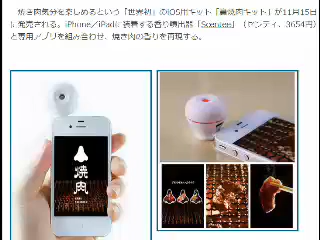 焼き肉気分を楽しめるという「世界初」のiOS用キット「裏焼肉キット」が11月15日
に発売される。iPhone／iPadに装着する香り噴出器「Scentee」（センティ、3654円）
と専用アプリを組み合わせ、焼き肉の香りを再現する。
焼
肉